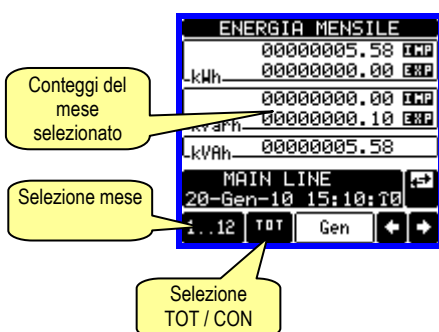 ENERGIA MENSILE
00000005.58 IMP
kWh 00000000.00 EXP
00000000.00 IMP
kvarh 00000000.10 EXP
kVAh 00000005.58
MAIN LINE
20-Gen-10 15:10:10
1..12 TOT Gen
Conteggi del
mese
selezionato
Selezione mese
Selezione
TOT / CON